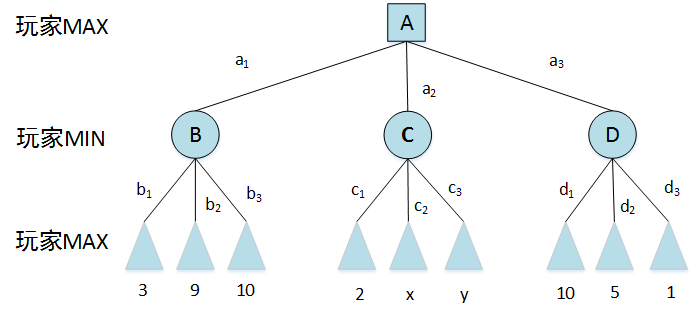 玩家MAX
A
a1
a2
a3
玩家MIN
B
C
D
b1
b2
b3
c1
c2
c3
d1
d2
d3
玩家MAX
3
9
10
2
x
y
10
5
1